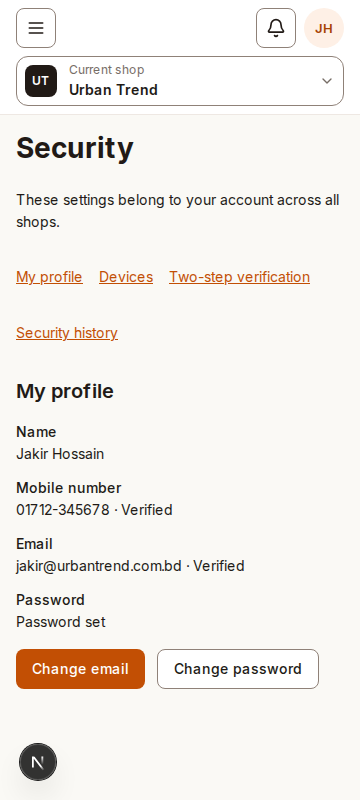 JH
UT
Current shop
Urban Trend
Security
These settings belong to your account across all
shops.
My profile Devices Two-step verification
Security history
My profile
Name
Jakir Hossain
Mobile number
01712-345678 · Verified
Email
jakir@urbantrend.com.bd · Verified
Password
Password set
Change email Change password
N